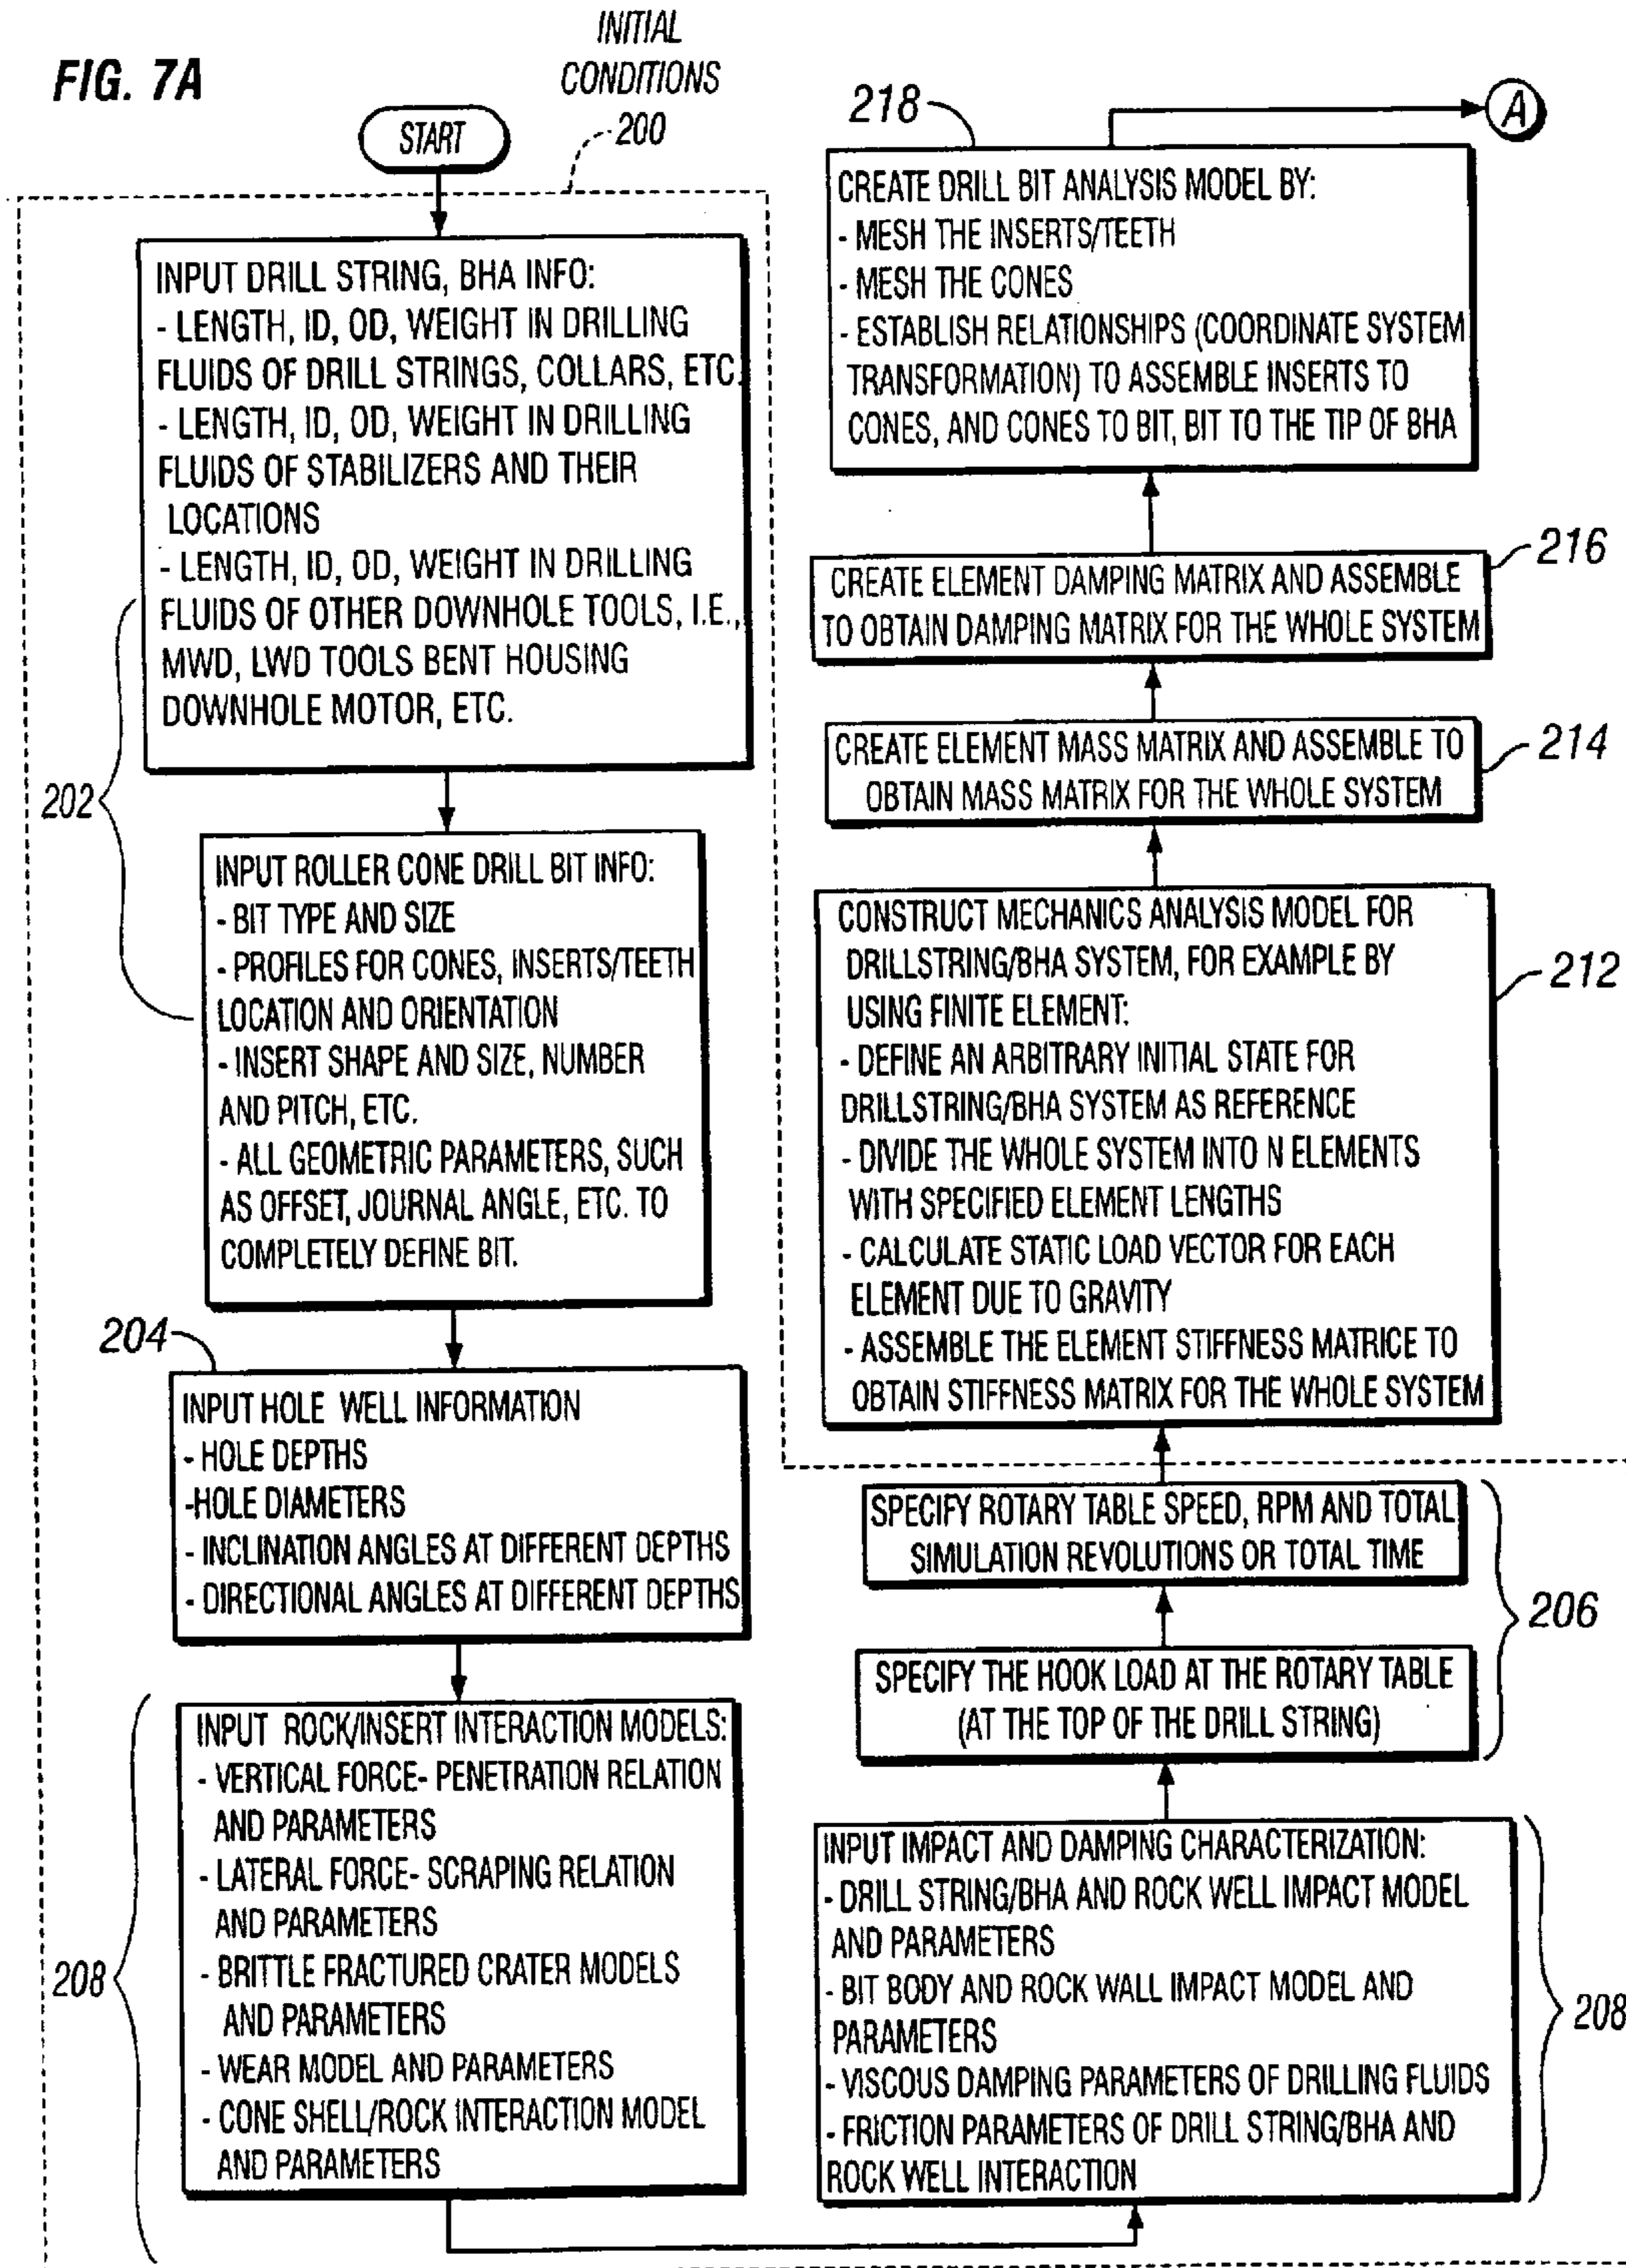 FIG. 7A
INITIAL
CONDITIONS
200
START
INPUT DRILL STRING, BHA INFO:
- LENGTH, ID, OD, WEIGHT IN DRILLING
FLUIDS OF DRILL STRINGS, COLLARS, ETC.
- LENGTH, ID, OD, WEIGHT IN DRILLING
FLUIDS OF STABILIZERS AND THEIR
LOCATIONS
- LENGTH, ID, OD, WEIGHT IN DRILLING
FLUIDS OF OTHER DOWNHOLE TOOLS, I.E.,
MWD, LWD TOOLS BENT HOUSING
DOWNHOLE MOTOR, ETC.
202
INPUT ROLLER CONE DRILL BIT INFO:
- BIT TYPE AND SIZE
- PROFILES FOR CONES, INSERTS/TEETH
LOCATION AND ORIENTATION
- INSERT SHAPE AND SIZE, NUMBER
AND PITCH, ETC.
- ALL GEOMETRIC PARAMETERS, SUCH
AS OFFSET, JOURNAL ANGLE, ETC. TO
COMPLETELY DEFINE BIT.
204
INPUT HOLE WELL INFORMATION
- HOLE DEPTHS
-HOLE DIAMETERS
- INCLINATION ANGLES AT DIFFERENT DEPTHS
- DIRECTIONAL ANGLES AT DIFFERENT DEPTHS
208
INPUT ROCK/INSERT INTERACTION MODELS:
- VERTICAL FORCE- PENETRATION RELATION
AND PARAMETERS
- LATERAL FORCE- SCRAPING RELATION
AND PARAMETERS
- BRITTLE FRACTURED CRATER MODELS
AND PARAMETERS
- WEAR MODEL AND PARAMETERS
- CONE SHELL/ROCK INTERACTION MODEL
AND PARAMETERS
INPUT IMPACT AND DAMPING CHARACTERIZATION:
- DRILL STRING/BHA AND ROCK WELL IMPACT MODEL
AND PARAMETERS
- BIT BODY AND ROCK WALL IMPACT MODEL AND
PARAMETERS
- VISCOUS DAMPING PARAMETERS OF DRILLING FLUIDS
- FRICTION PARAMETERS OF DRILL STRING/BHA AND
ROCK WELL INTERACTION
208
SPECIFY THE HOOK LOAD AT THE ROTARY TABLE
(AT THE TOP OF THE DRILL STRING)
206
SPECIFY ROTARY TABLE SPEED, RPM AND TOTAL
SIMULATION REVOLUTIONS OR TOTAL TIME
CONSTRUCT MECHANICS ANALYSIS MODEL FOR
DRILLSTRING/BHA SYSTEM, FOR EXAMPLE BY
USING FINITE ELEMENT:
- DEFINE AN ARBITRARY INITIAL STATE FOR
DRILLSTRING/BHA SYSTEM AS REFERENCE
- DIVIDE THE WHOLE SYSTEM INTO N ELEMENTS
WITH SPECIFIED ELEMENT LENGTHS
- CALCULATE STATIC LOAD VECTOR FOR EACH
ELEMENT DUE TO GRAVITY
- ASSEMBLE THE ELEMENT STIFFNESS MATRICE TO
OBTAIN STIFFNESS MATRIX FOR THE WHOLE SYSTEM
212
CREATE ELEMENT MASS MATRIX AND ASSEMBLE TO
OBTAIN MASS MATRIX FOR THE WHOLE SYSTEM
214
CREATE ELEMENT DAMPING MATRIX AND ASSEMBLE
TO OBTAIN DAMPING MATRIX FOR THE WHOLE SYSTEM
216
218
CREATE DRILL BIT ANALYSIS MODEL BY:
- MESH THE INSERTS/TEETH
- MESH THE CONES
- ESTABLISH RELATIONSHIPS (COORDINATE SYSTEM
TRANSFORMATION) TO ASSEMBLE INSERTS TO
CONES, AND CONES TO BIT, BIT TO THE TIP OF BHA
A